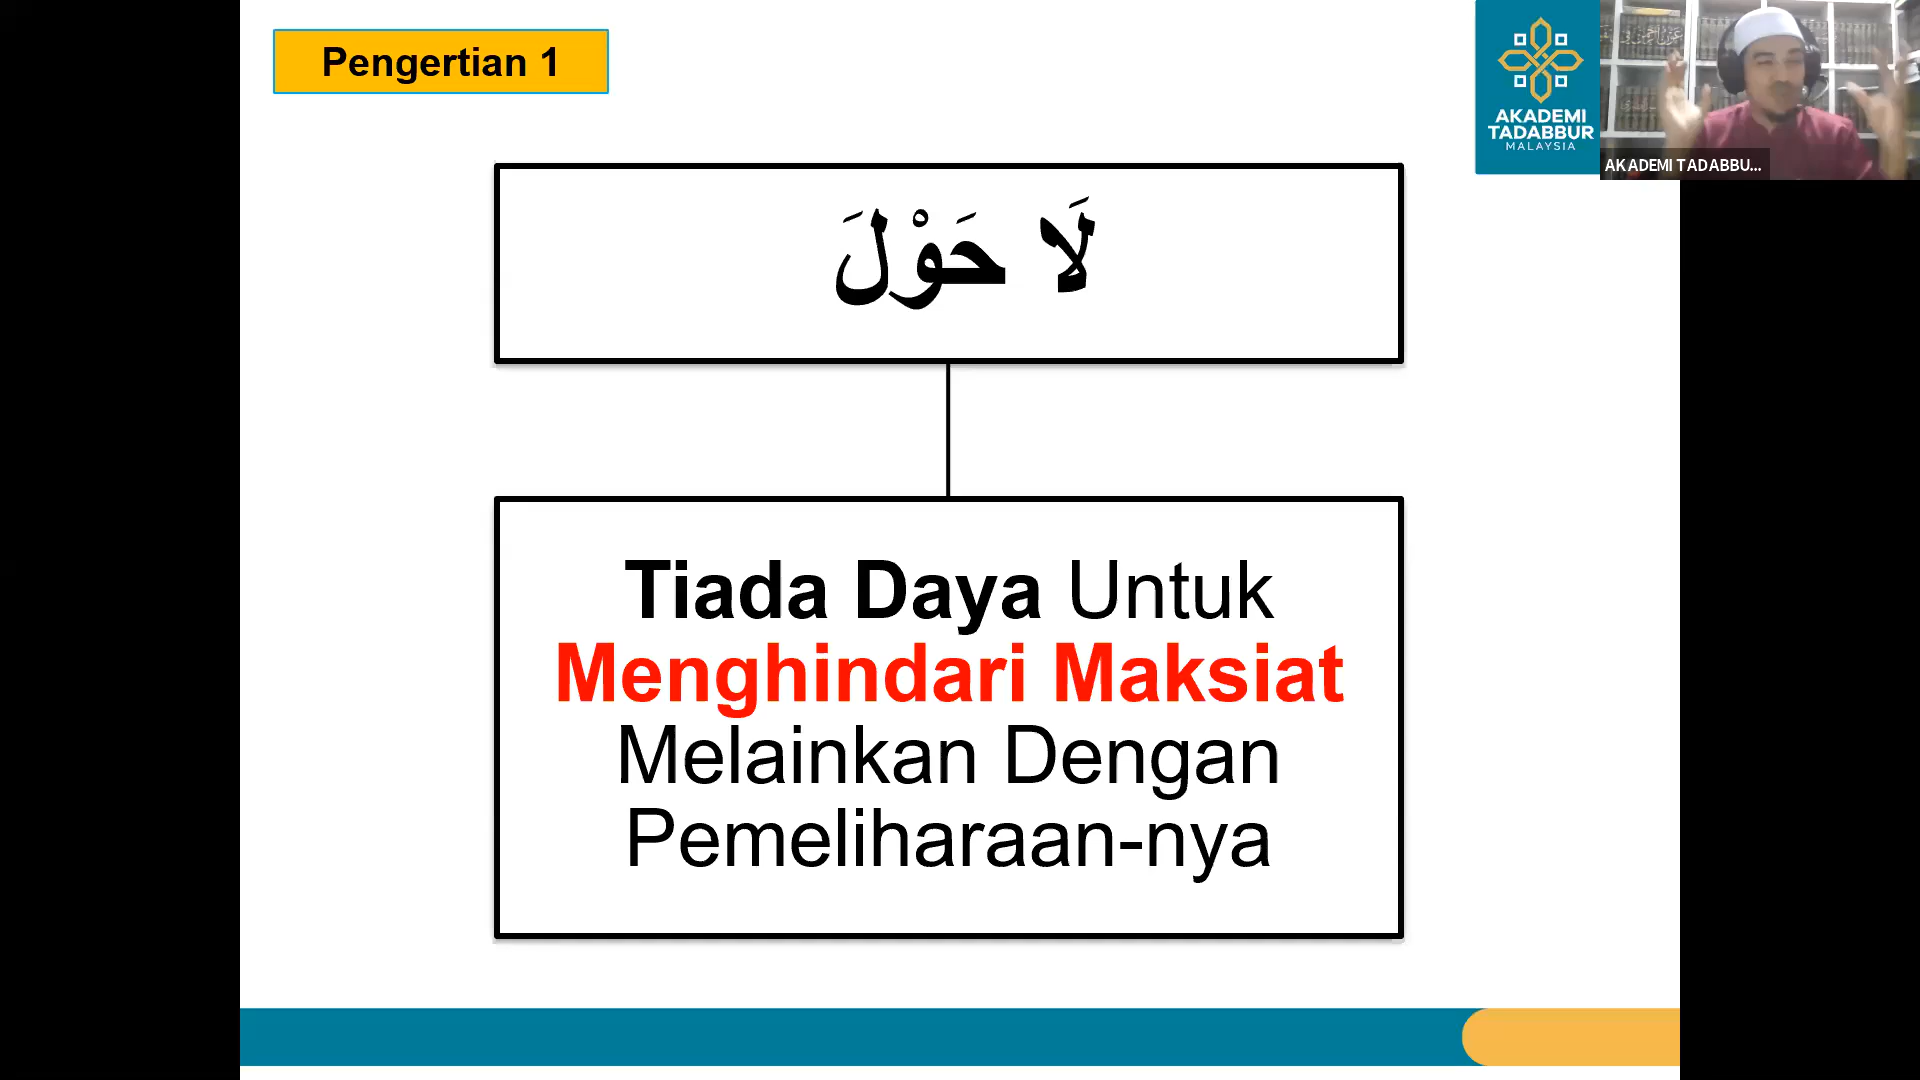 Pengertian 1
AKADEMI
TADABBUR
MALAYSIA
AKADEMI TADABBU...
لَا حَوْلَ
Tiada Daya Untuk
Menghindari Maksiat
Melainkan Dengan
Pemeliharaan-nya